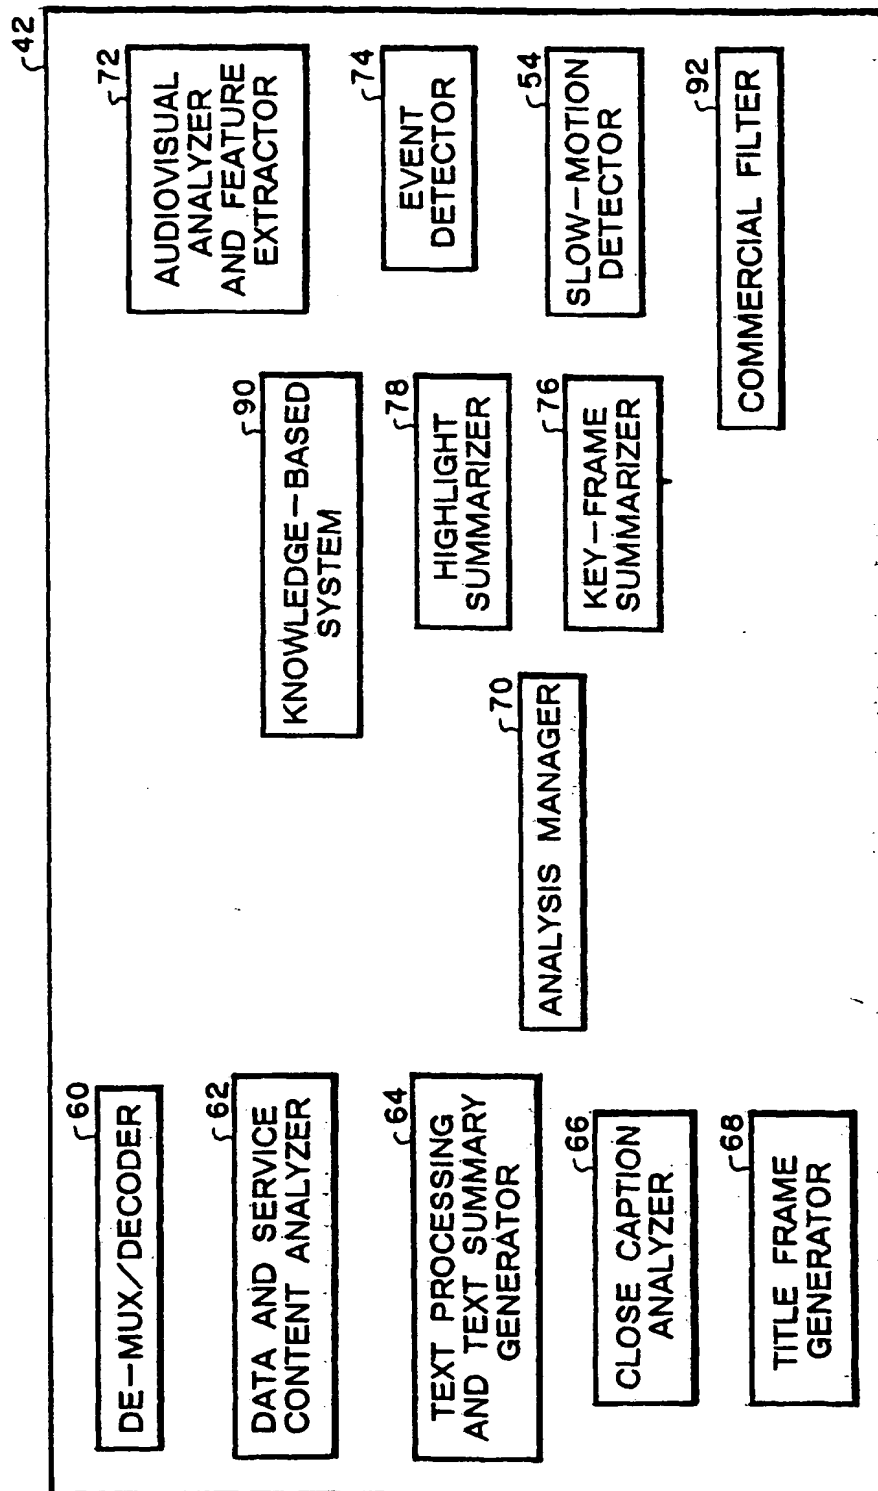 42
60
DE-MUX/DECODER
62
DATA AND SERVICE
CONTENT ANALYZER
64
TEXT PROCESSING
AND TEXT SUMMARY
GENERATOR
66
CLOSE CAPTION
ANALYZER
68
TITLE FRAME
GENERATOR
70
ANALYSIS MANAGER
90
KNOWLEDGE-BASED
SYSTEM
78
HIGHLIGHT
SUMMARIZER
76
KEY-FRAME
SUMMARIZER
72
AUDIOVISUAL
ANALYZER
AND FEATURE
EXTRACTOR
74
EVENT
DETECTOR
54
SLOW-MOTION
DETECTOR
92
COMMERCIAL FILTER